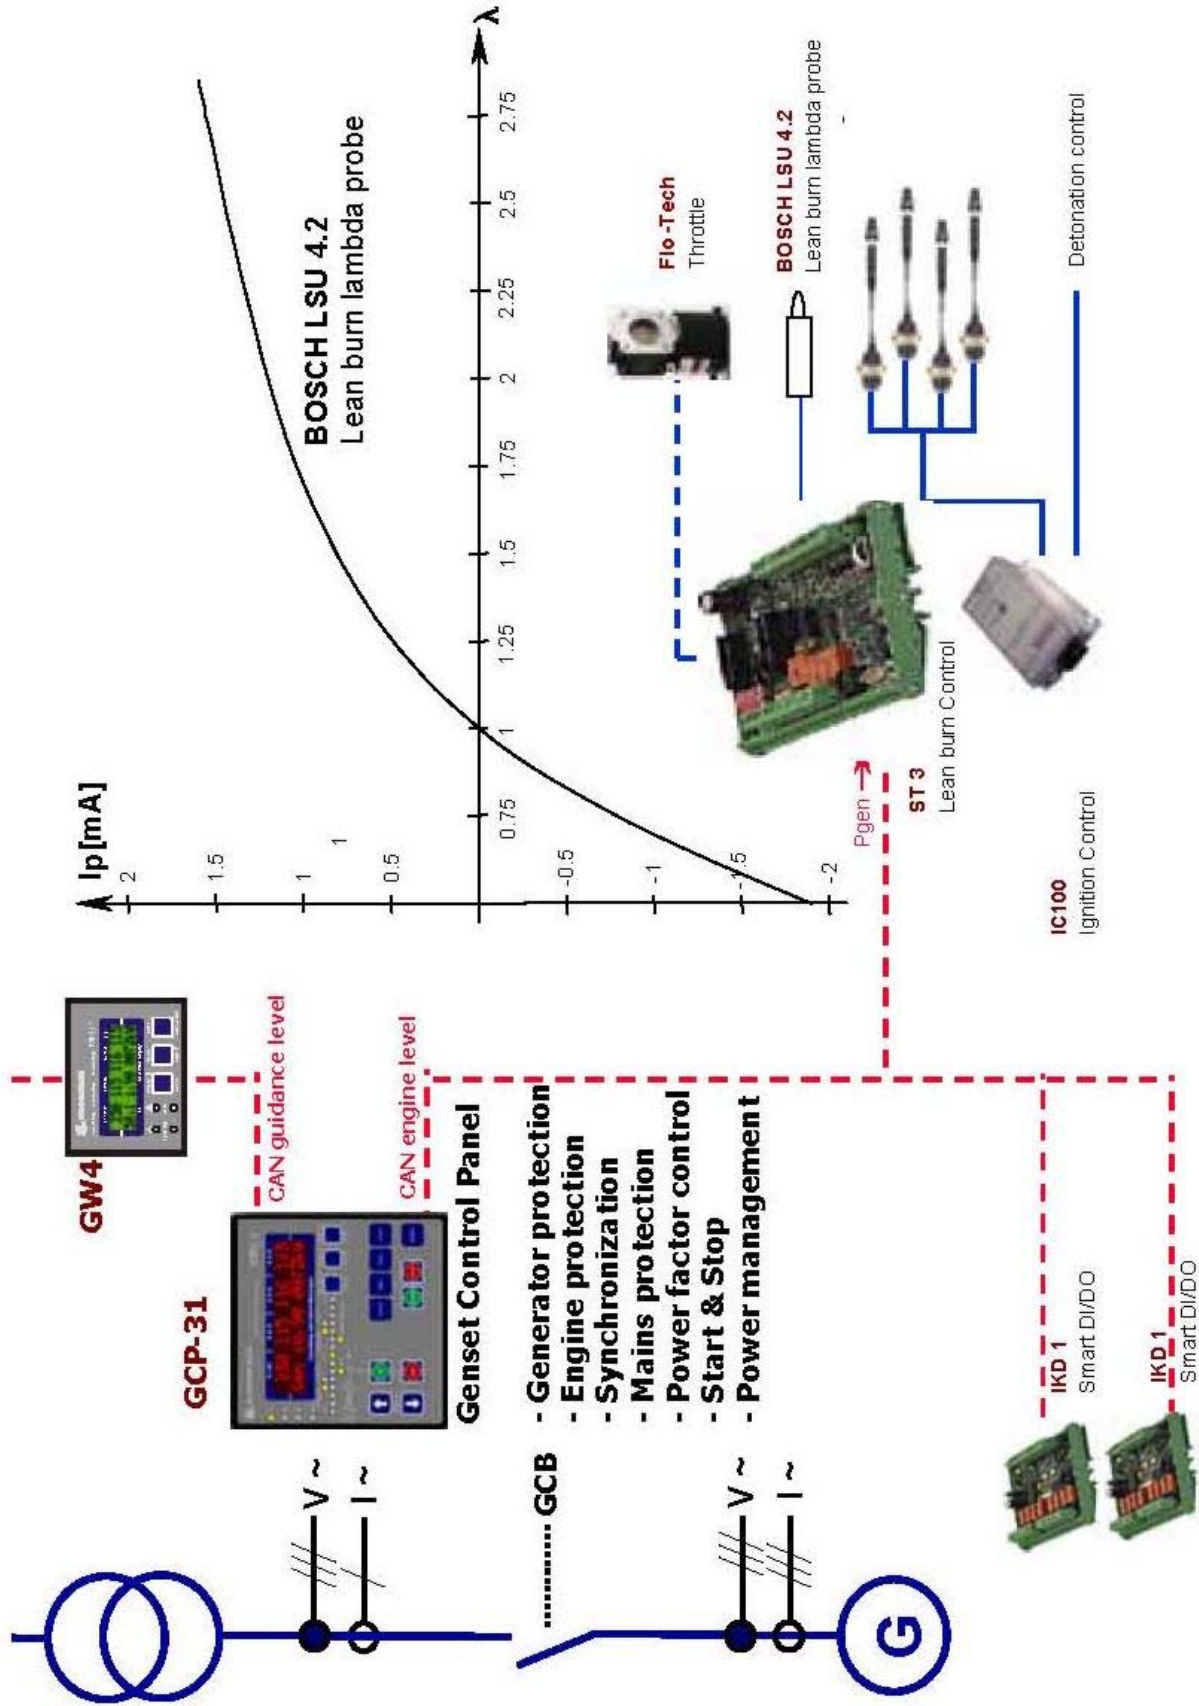 GW4
GCP-31
CAN guidance level
CAN engine level
Genset Control Panel
- Generator protection
- Engine protection
- Synchronization
- Mains protection
- Power factor control
- Start & Stop
- Power management
V ~
I ~
GCB
V ~
I ~
G
IKD 1
Smart DI/DO
IKD 1
Smart DI/DO
Ip[mA]
2
1.5
1
1
0.5
-0.5
-1
-1.5
-2
0.75
1
1.25
1.5
1.75
2
2.25
2.5
2.75
λ
BOSCH LSU 4.2
Lean burn lambda probe
Pgen →
ST 3
Lean burn Control
IC100
Ignition Control
Flo-Tech
Throttle
BOSCH LSU 4.2
Lean burn lambda probe
Detonation control